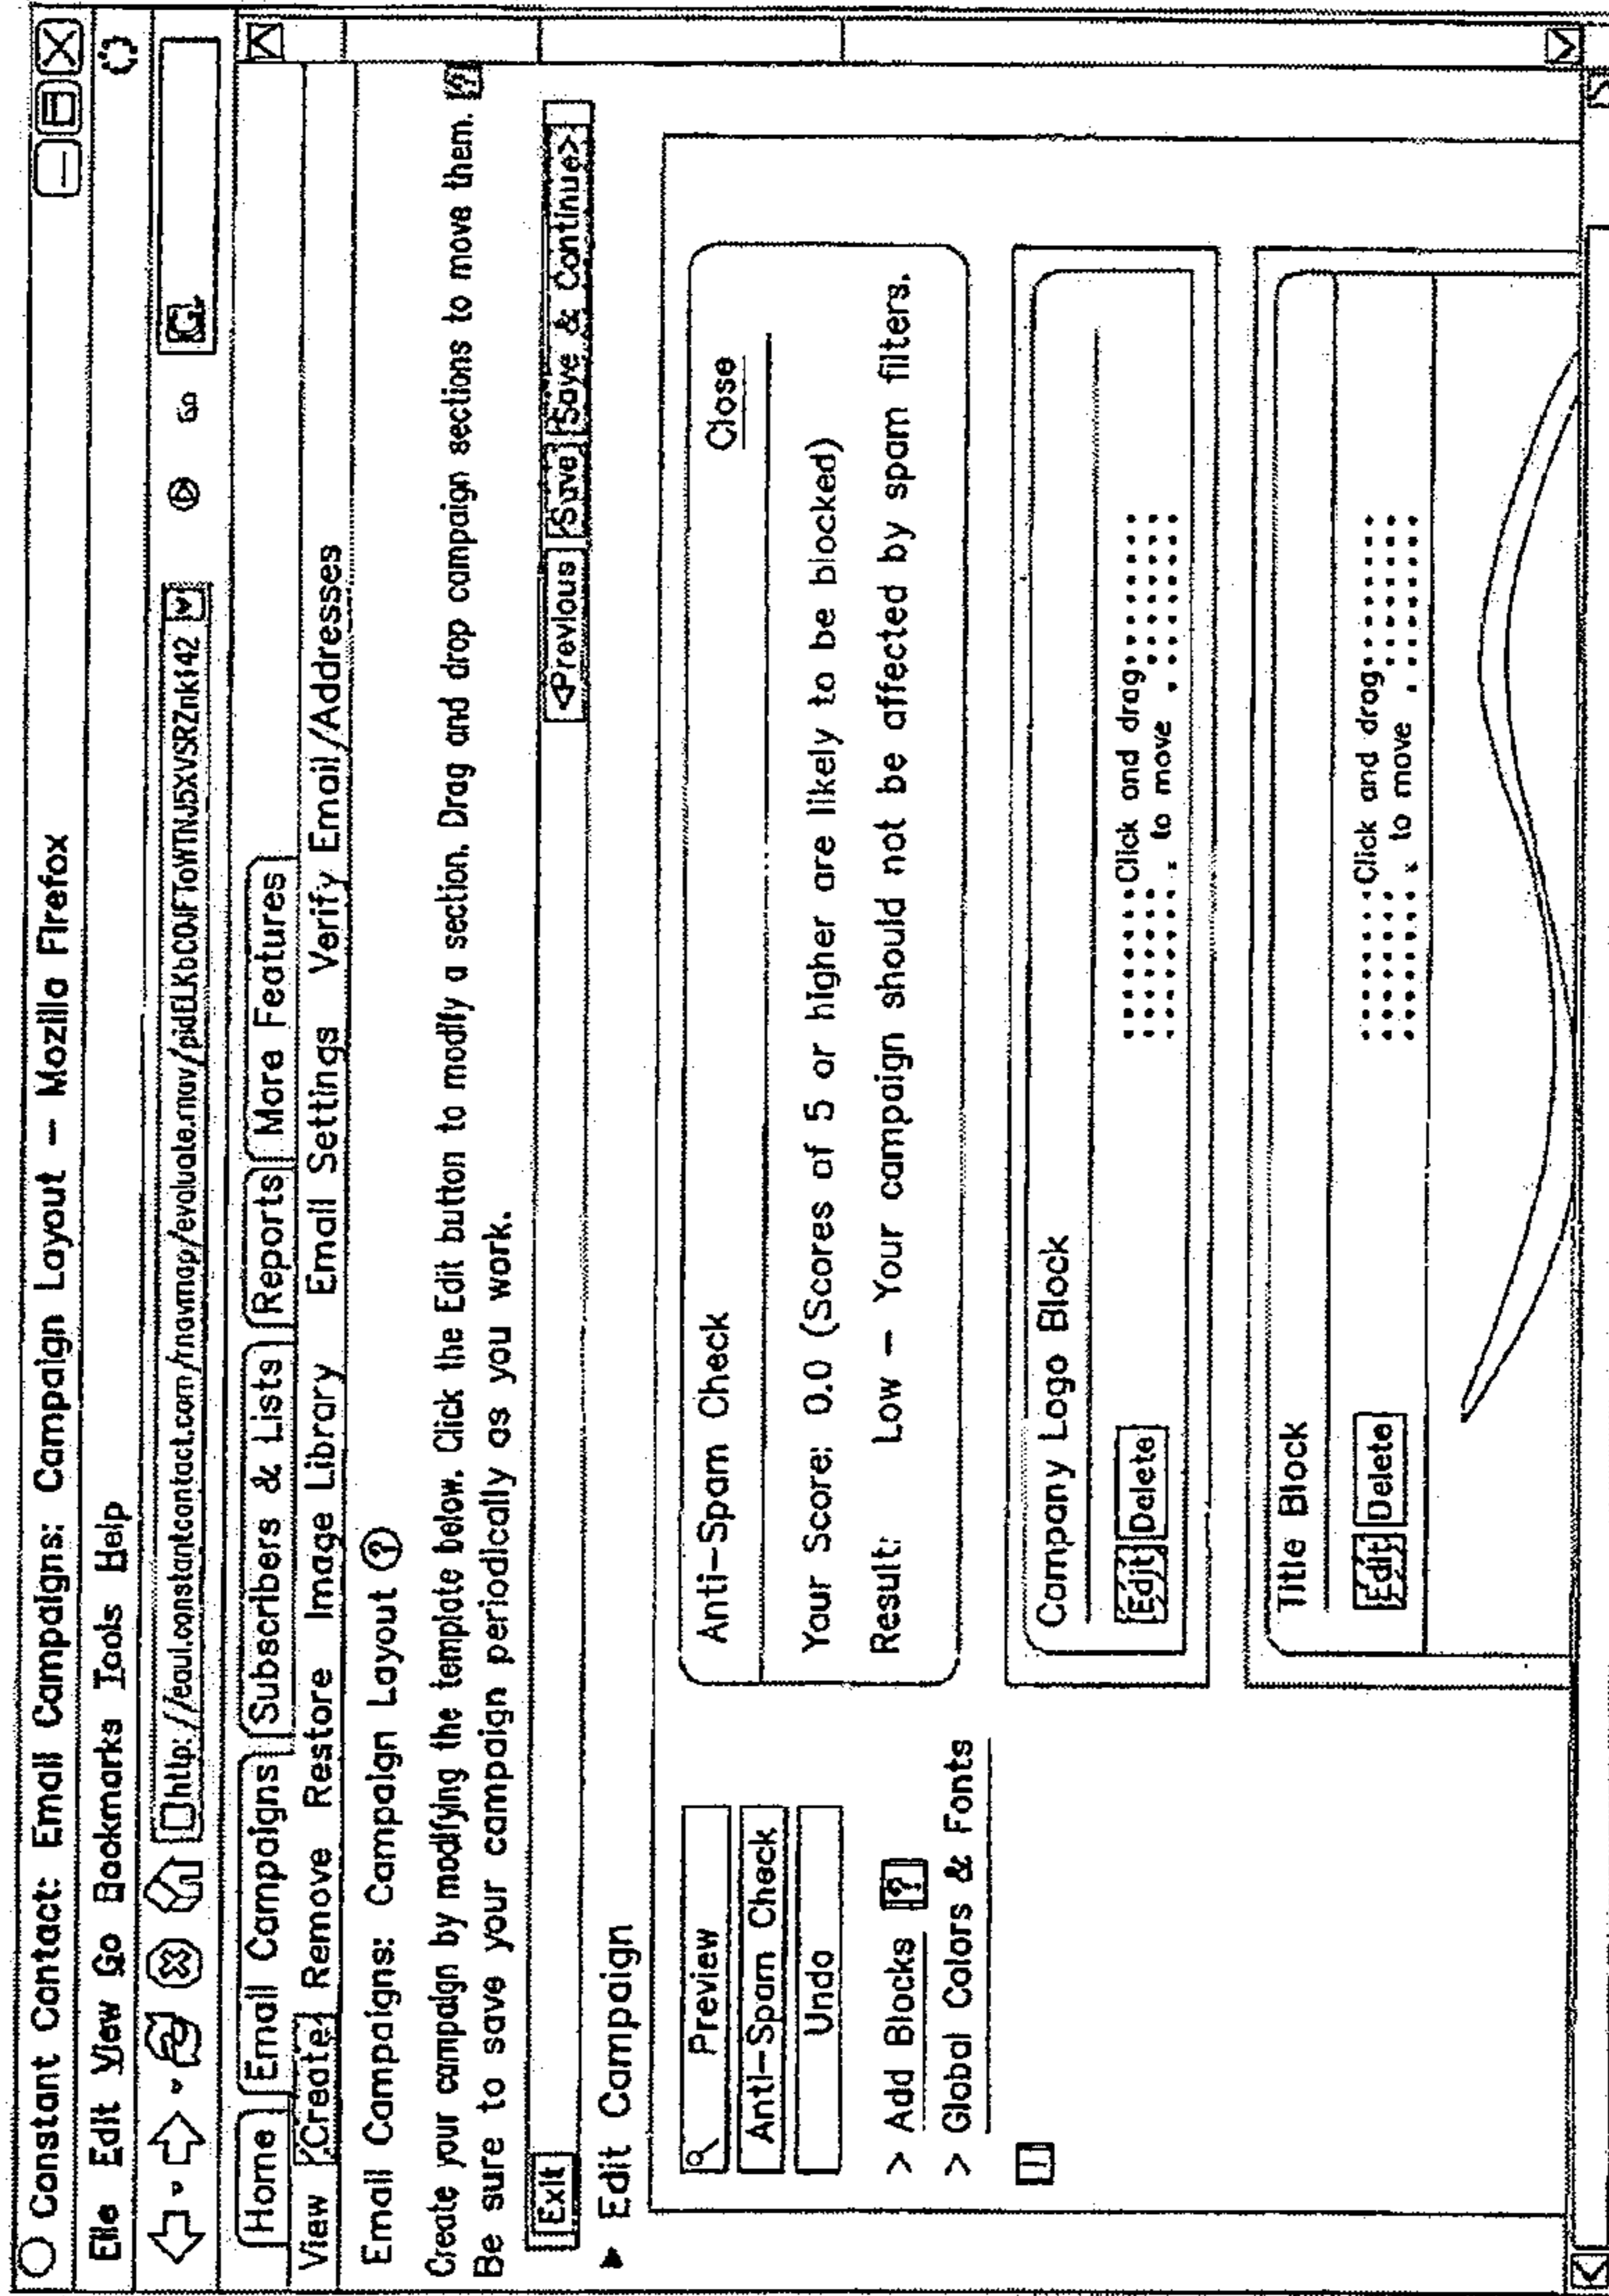 Constant Contact: Email Campaigns: Campaign Layout — Mozilla Firefox
File Edit View Go Bookmarks Tools Help
Go G
Home Email Campaigns Subscribers & Lists Reports More Features
View Create Remove Restore Image Library Email Settings Verify Email/Addresses
Email Campaigns: Campaign Layout ?
Create your campaign by modifying the template below. Click the Edit button to modify a section. Drag and drop campaign sections to move them. ?
Be sure to save your campaign periodically as you work.
Exit <Previous Save Save & Continue>
Edit Campaign
Preview
Anti-Spam Check
Undo
> Add Blocks ?
> Global Colors & Fonts
Anti-Spam Check Close
Your Score: 0.0 (Scores of 5 or higher are likely to be blocked)
Result: Low — Your campaign should not be affected by spam filters.
Company Logo Block
Edit Delete Click and drag
to move
Title Block
Edit Delete Click and drag
to move